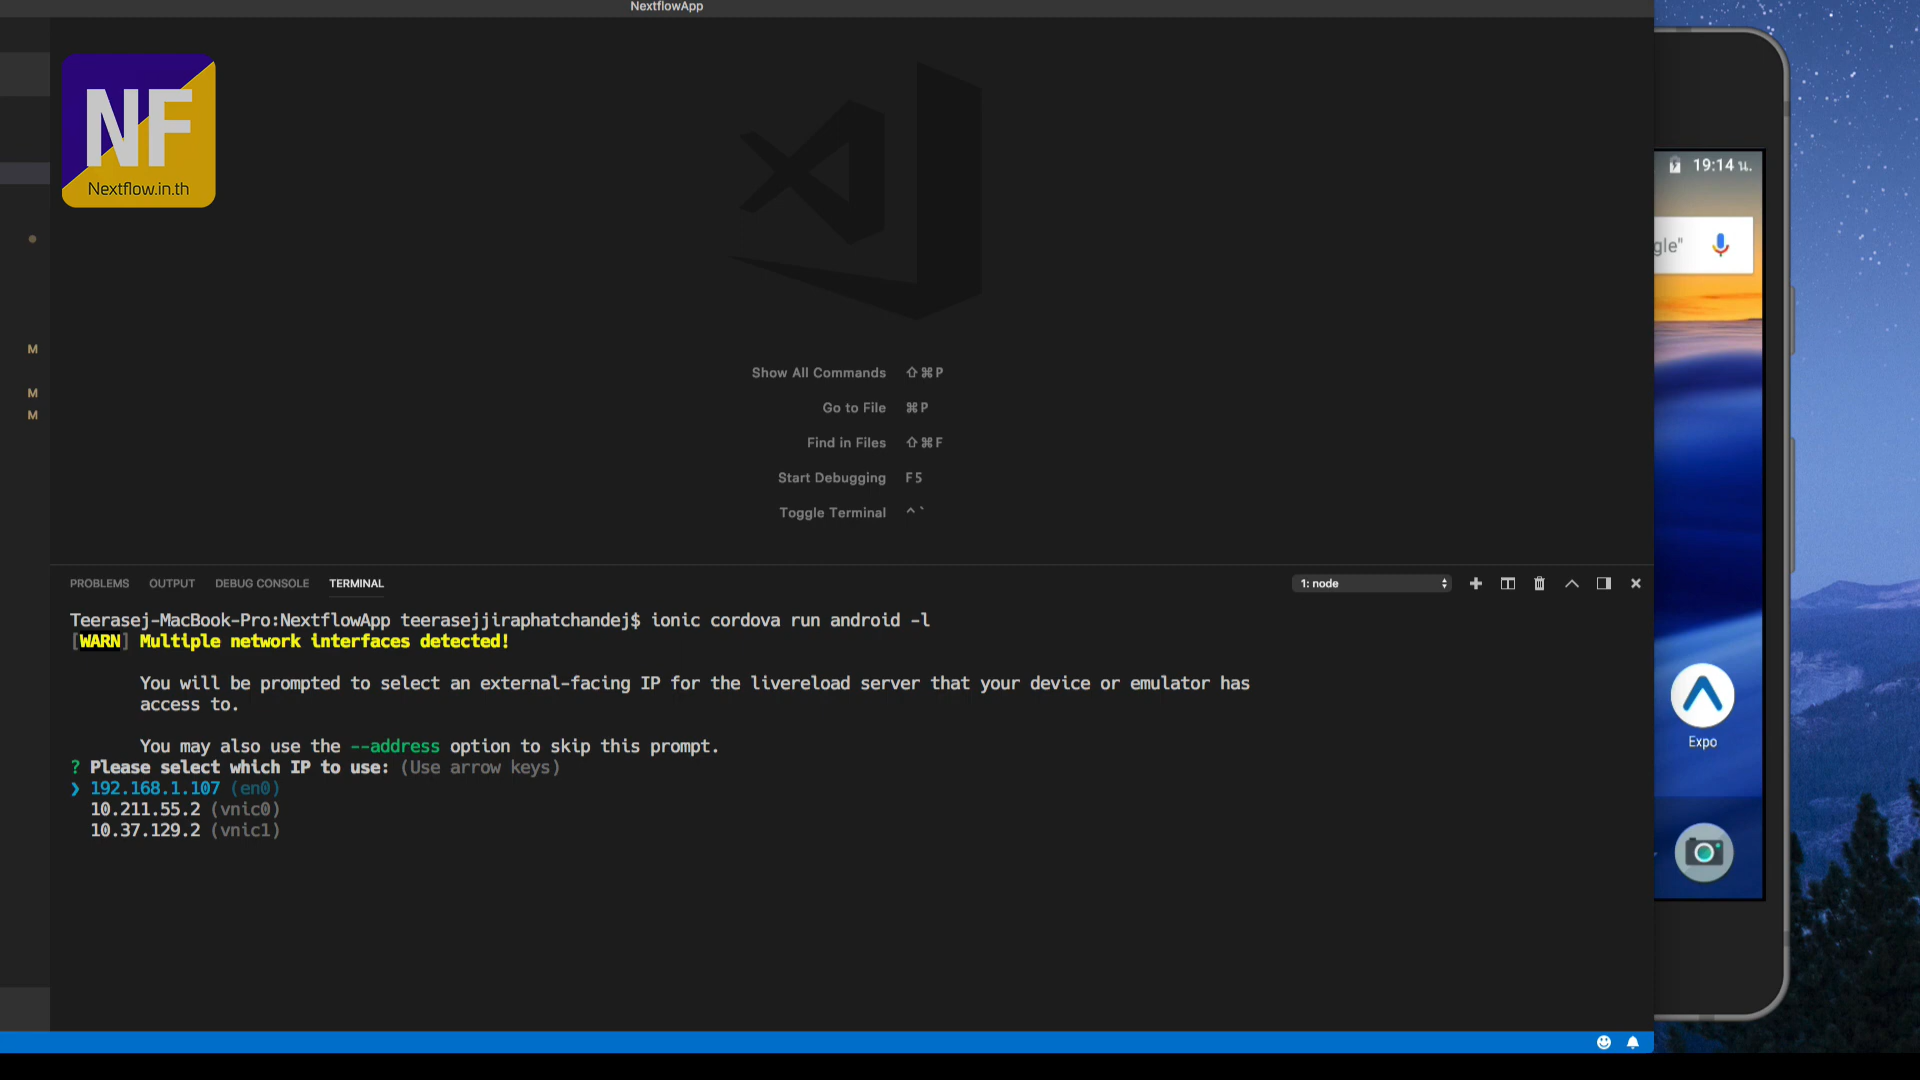 NextflowApp
NF
Nextflow.in.th
19:14 น.
gle"
M
M
M
Show All Commands ⇧⌘P
Go to File ⌘P
Find in Files ⇧⌘F
Start Debugging F5
Toggle Terminal ^`
PROBLEMS OUTPUT DEBUG CONSOLE TERMINAL 1: node
Teerasej-MacBook-Pro:NextflowApp teerasejjiraphatchandej$ ionic cordova run android -l
[WARN] Multiple network interfaces detected!
You will be prompted to select an external-facing IP for the livereload server that your device or emulator has
access to.
You may also use the --address option to skip this prompt.
? Please select which IP to use: (Use arrow keys)
❯ 192.168.1.107 (en0)
10.211.55.2 (vnic0)
10.37.129.2 (vnic1)
Expo